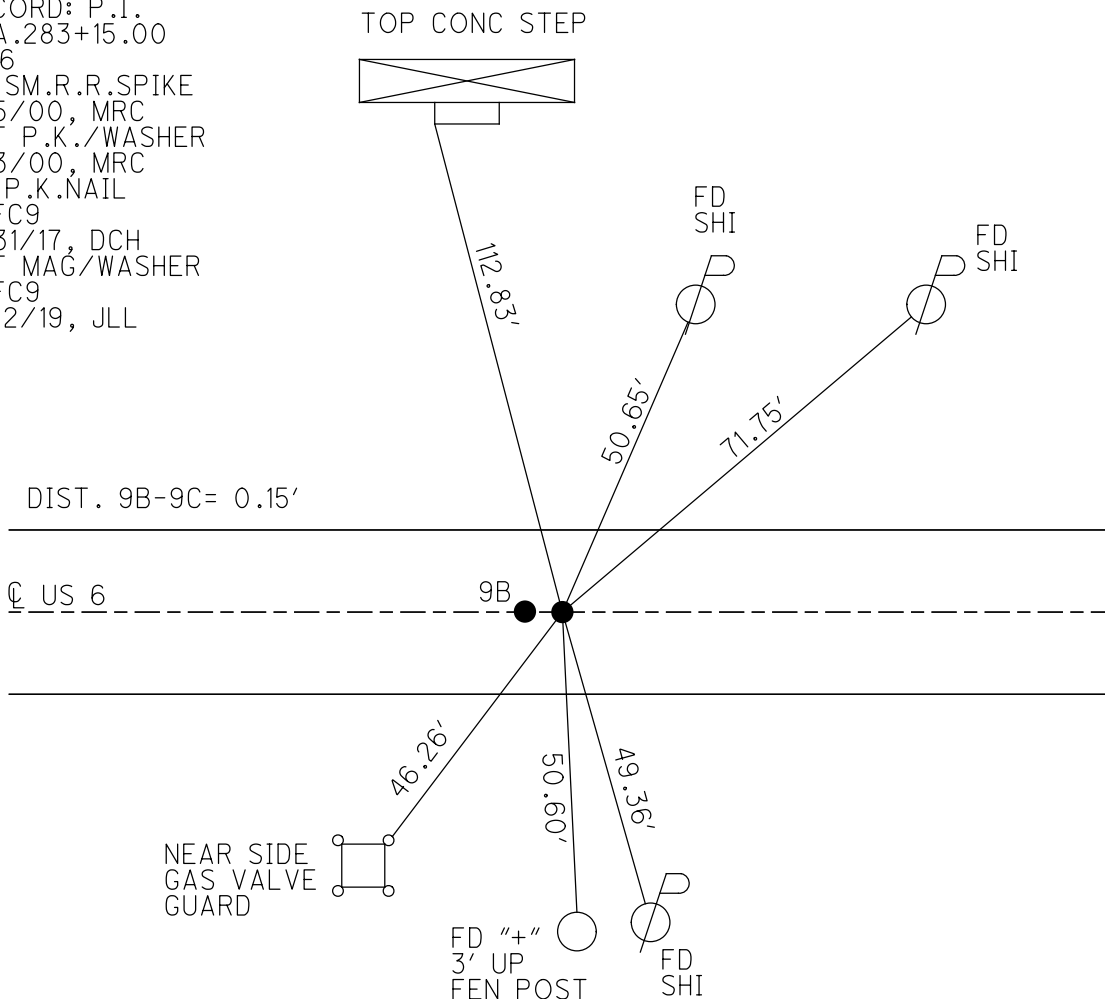 CORD: P.I.
A.283+15.00
6
SM.R.R.SPIKE
5/00, MRC
T P.K./WASHER
3/00, MRC
P.K.NAIL
FC9
31/17, DCH
T MAG/WASHER
FC9
2/19, JLL
TOP CONC STEP
112.83'
FD
SHI
FD
SHI
50.65'
71.75'
DIST. 9B-9C= 0.15'
℄ US 6
9B
46.26'
50.60'
49.36'
NEAR SIDE
GAS VALVE
GUARD
FD "+"
3' UP
FEN POST
FD
SHI